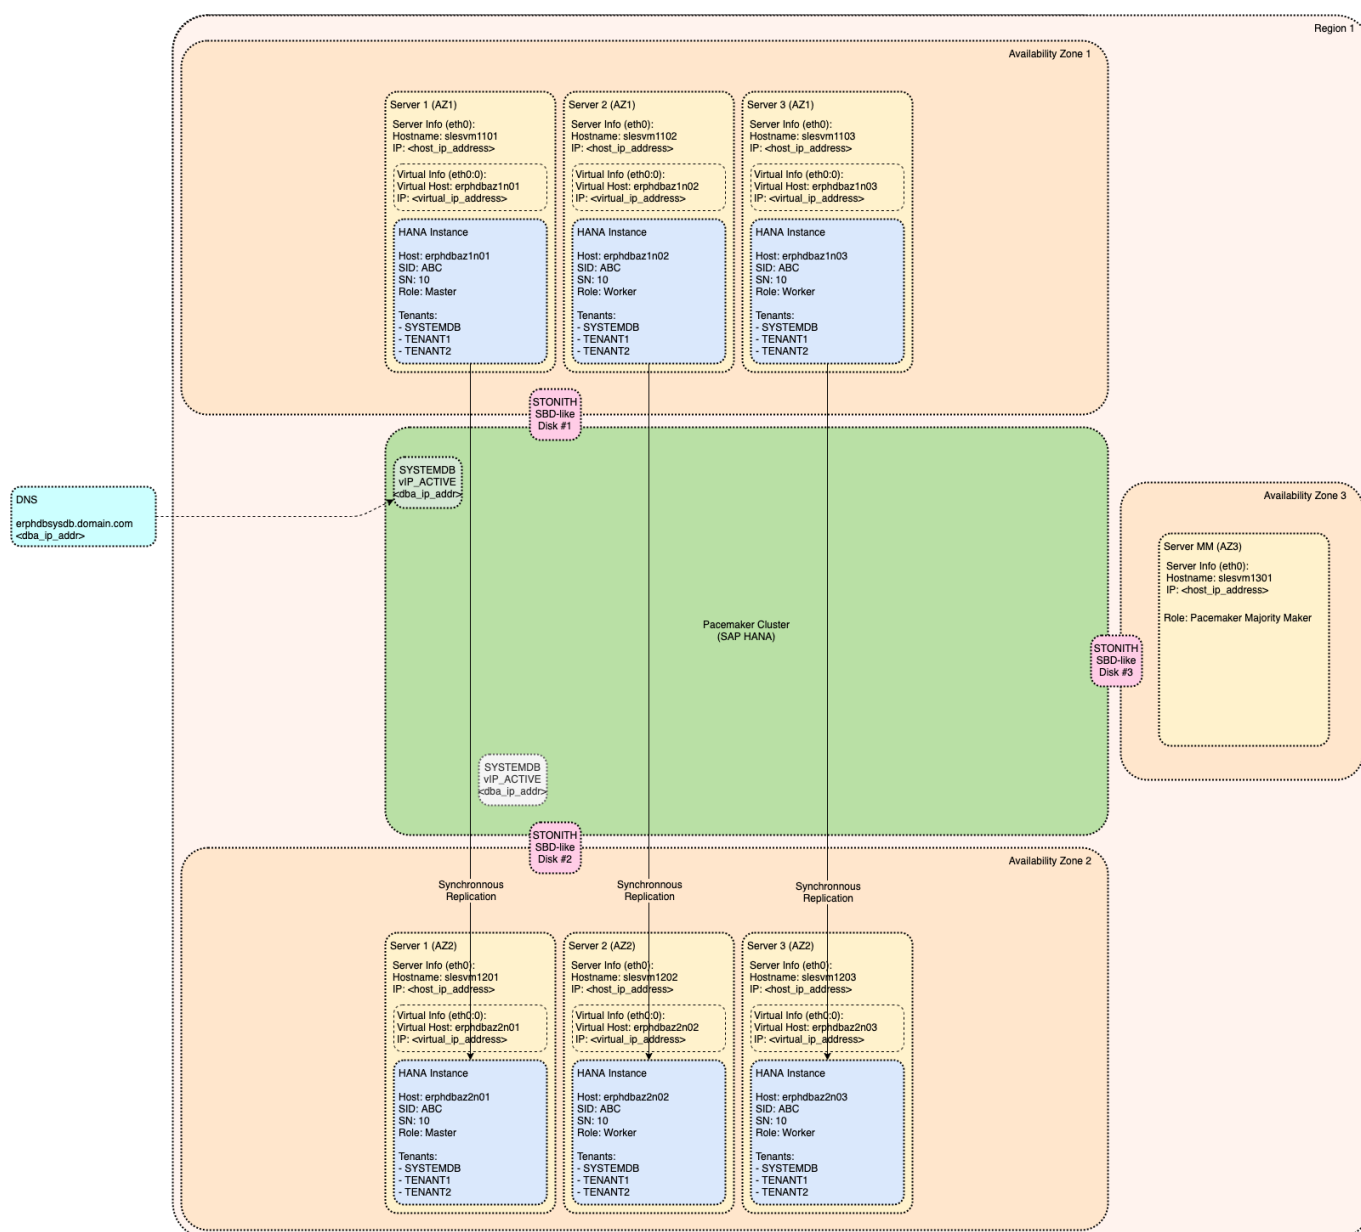 Region 1
Availability Zone 1
Server 1 (AZ1)
Server Info (eth0):
Hostname: slesvm1101
IP: <host_ip_address>
Virtual Info (eth0:0):
Virtual Host: erphdbaz1n01
IP: <virtual_ip_address>
HANA Instance
Host: erphdbaz1n01
SID: ABC
SN: 10
Role: Master
Tenants:
- SYSTEMDB
- TENANT1
- TENANT2
Server 2 (AZ1)
Server Info (eth0):
Hostname: slesvm1102
IP: <host_ip_address>
Virtual Info (eth0:0):
Virtual Host: erphdbaz1n02
IP: <virtual_ip_address>
HANA Instance
Host: erphdbaz1n02
SID: ABC
SN: 10
Role: Worker
Tenants:
- SYSTEMDB
- TENANT1
- TENANT2
Server 3 (AZ1)
Server Info (eth0):
Hostname: slesvm1103
IP: <host_ip_address>
Virtual Info (eth0:0):
Virtual Host: erphdbaz1n03
IP: <virtual_ip_address>
HANA Instance
Host: erphdbaz1n03
SID: ABC
SN: 10
Role: Worker
Tenants:
- SYSTEMDB
- TENANT1
- TENANT2
STONITH
SBD-like
Disk #1
SYSTEMDB
vIP_ACTIVE
<dba_ip_addr>
DNS
erphdbsysdb.domain.com
<dba_ip_addr>
Pacemaker Cluster
(SAP HANA)
Availability Zone 3
Server MM (AZ3)
Server Info (eth0):
Hostname: slesvm1301
IP: <host_ip_address>
Role: Pacemaker Majority Maker
STONITH
SBD-like
Disk #3
SYSTEMDB
vIP_ACTIVE
<dba_ip_addr>
STONITH
SBD-like
Disk #2
Availability Zone 2
Synchronnous
Replication
Synchronnous
Replication
Synchronnous
Replication
Server 1 (AZ2)
Server Info (eth0):
Hostname: slesvm1201
IP: <host_ip_address>
Virtual Info (eth0:0):
Virtual Host: erphdbaz2n01
IP: <virtual_ip_address>
HANA Instance
Host: erphdbaz2n01
SID: ABC
SN: 10
Role: Master
Tenants:
- SYSTEMDB
- TENANT1
- TENANT2
Server 2 (AZ2)
Server Info (eth0):
Hostname: slesvm1202
IP: <host_ip_address>
Virtual Info (eth0:0):
Virtual Host: erphdbaz2n02
IP: <virtual_ip_address>
HANA Instance
Host: erphdbaz2n02
SID: ABC
SN: 10
Role: Worker
Tenants:
- SYSTEMDB
- TENANT1
- TENANT2
Server 3 (AZ2)
Server Info (eth0):
Hostname: slesvm1203
IP: <host_ip_address>
Virtual Info (eth0:0):
Virtual Host: erphdbaz2n03
IP: <virtual_ip_address>
HANA Instance
Host: erphdbaz2n03
SID: ABC
SN: 10
Role: Worker
Tenants:
- SYSTEMDB
- TENANT1
- TENANT2